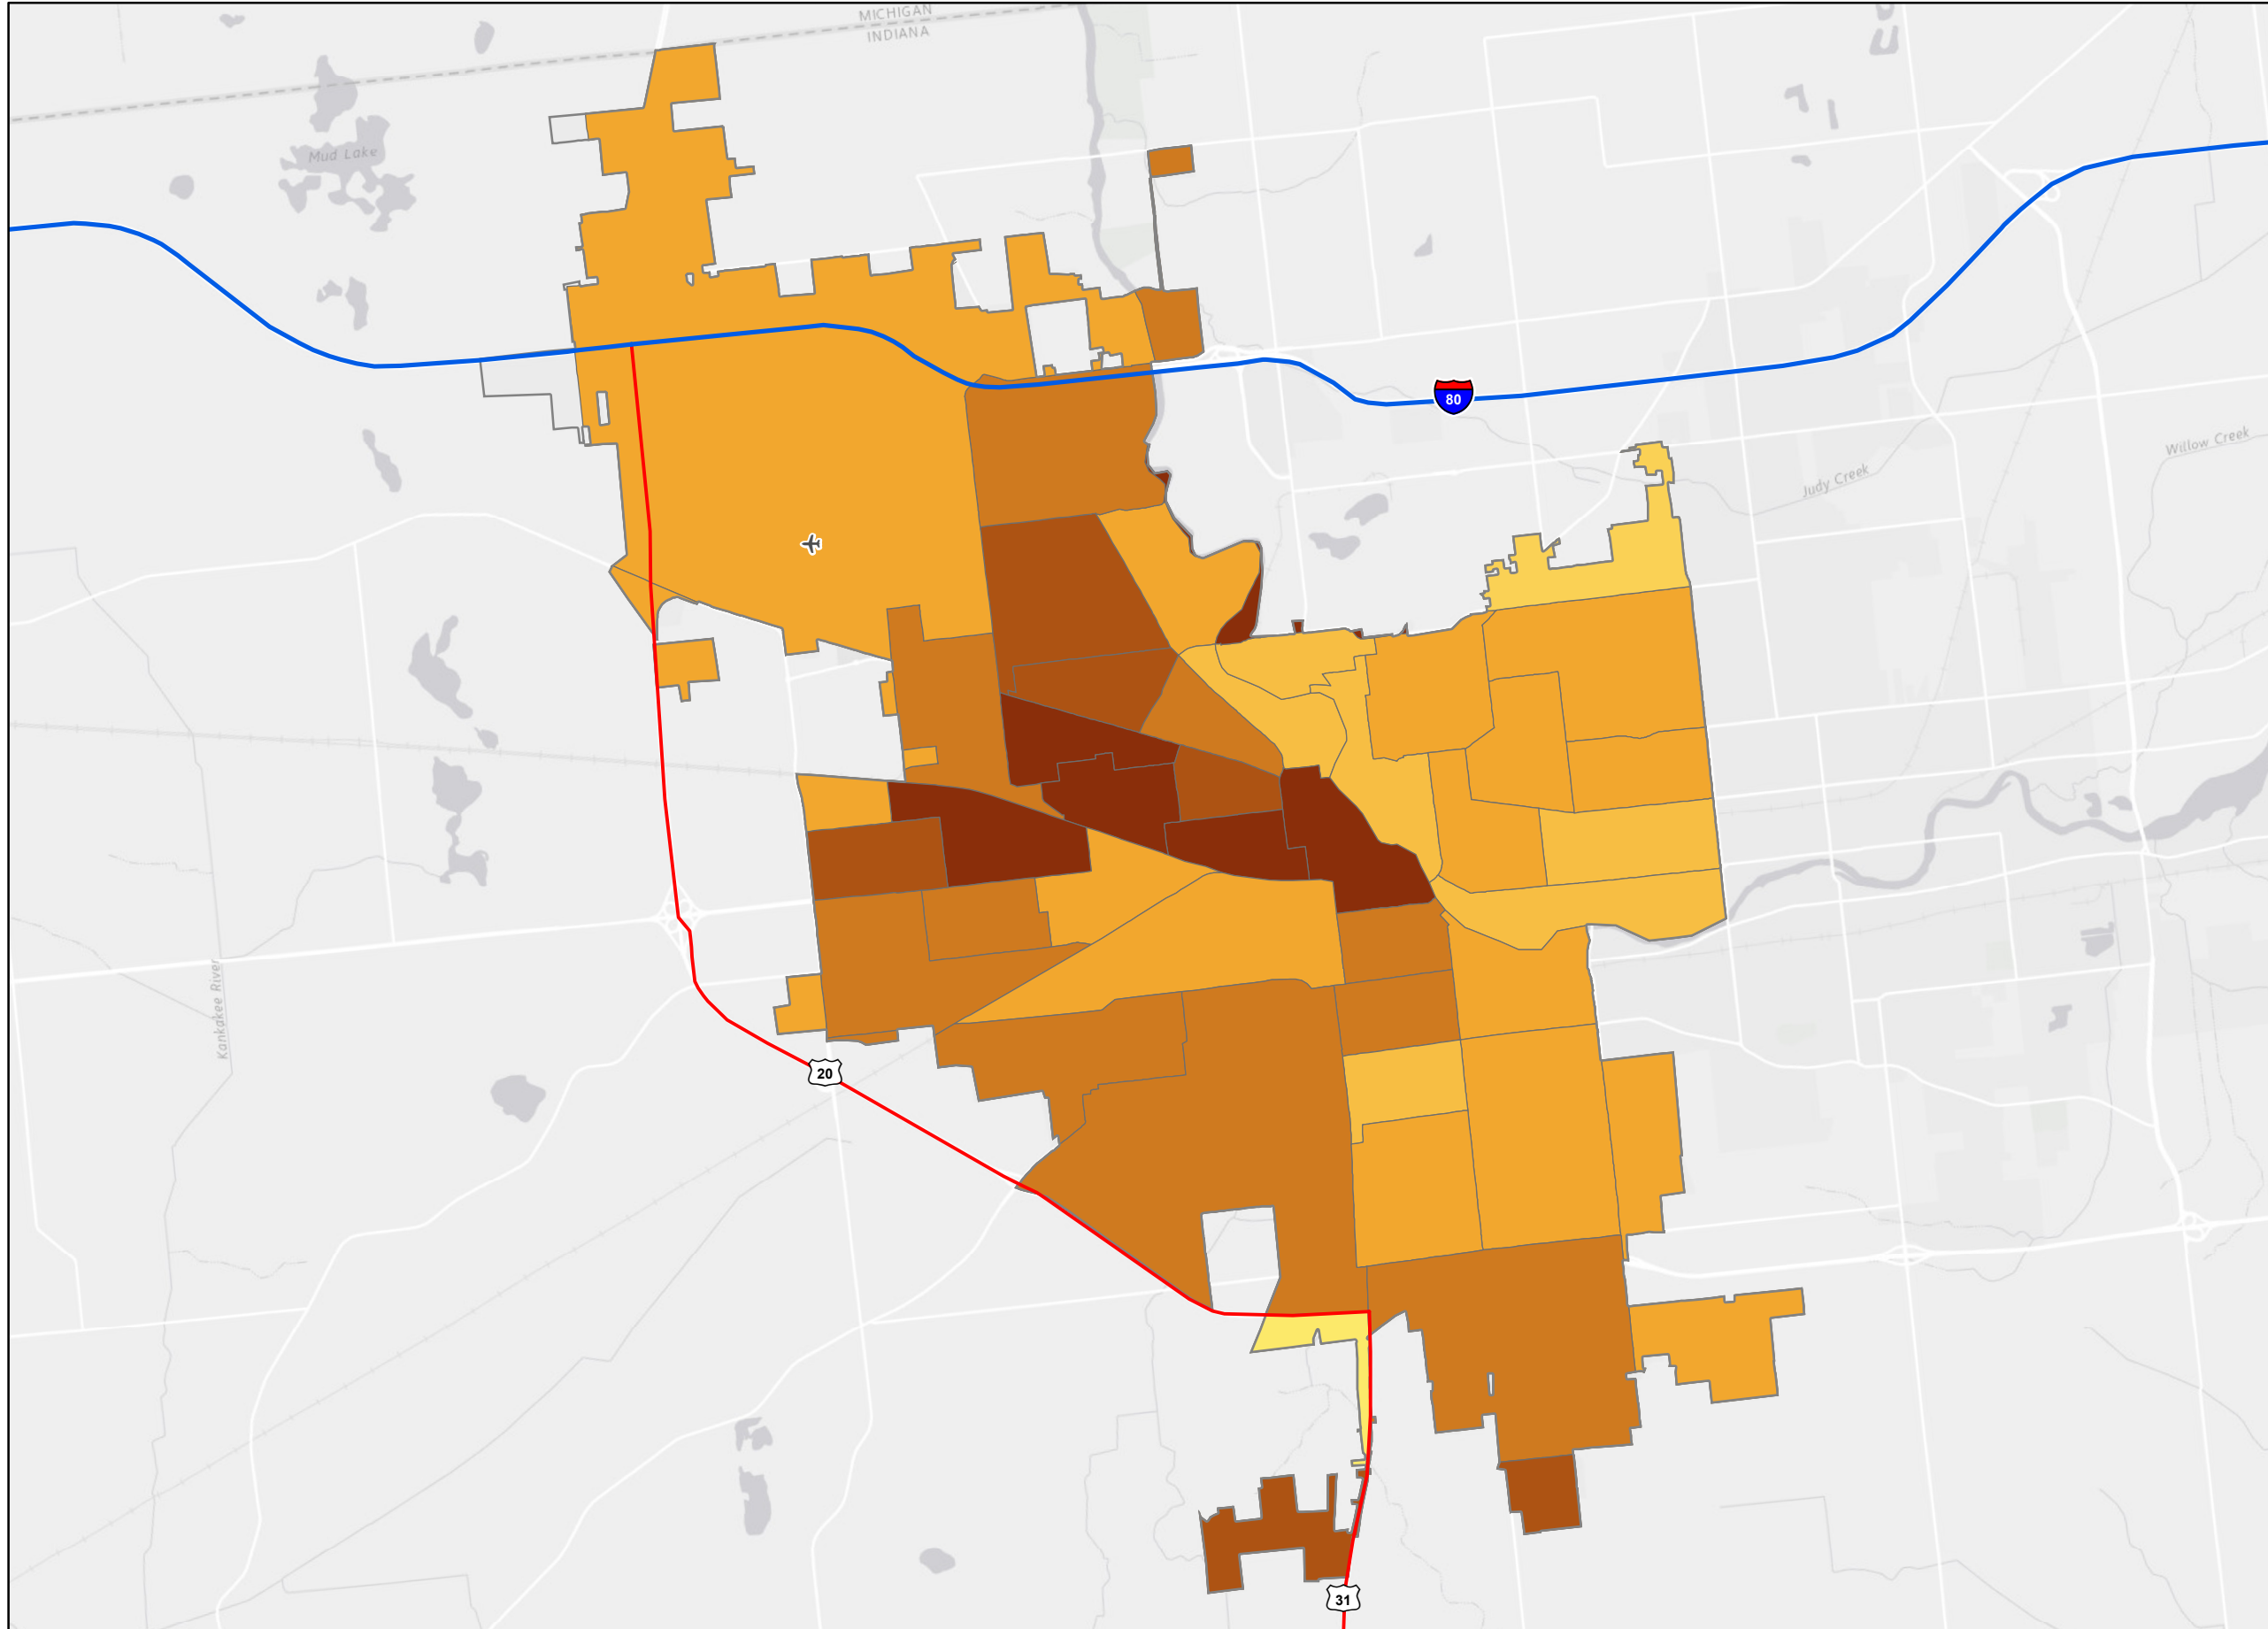 MICHIGAN
INDIANA
Mud Lake
80
Willow Creek
Judy Creek
Kankakee River
20
31